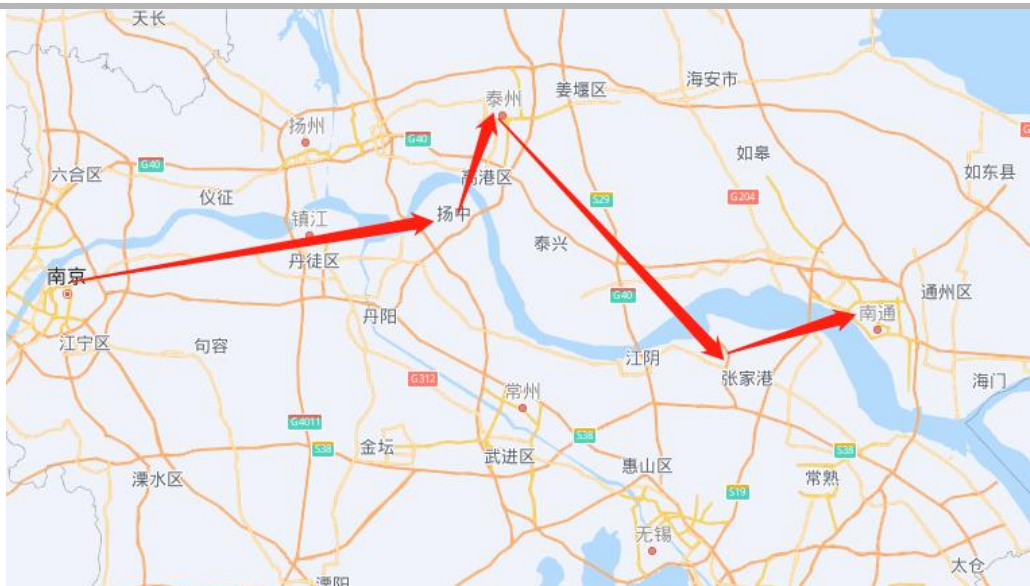 天长
海安市
姜堰区
泰州
扬州
G40
G40
如皋
六合区
高港区
如东县
仪征
S29
G204
扬中
镇江
泰兴
丹徒区
南京
G40
通州区
丹阳
南通
江宁区
句容
江阴
张家港
海门
G312
常州
G4011
S38
S38
金坛
武进区
S38
惠山区
溧水区
常熟
S19
无锡
太仓
溧阳